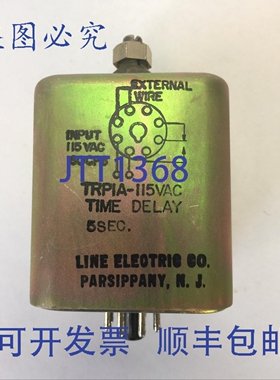 是图必究
EXTERNAL
WIRE
INPUT
115 VAC
JTT1368
TRP1A-115VAC
TIME DELAY
5SEC.
LINE ELECTRIC CO.
PARSIPPANY, N. J.
可开发票 顺丰包邮